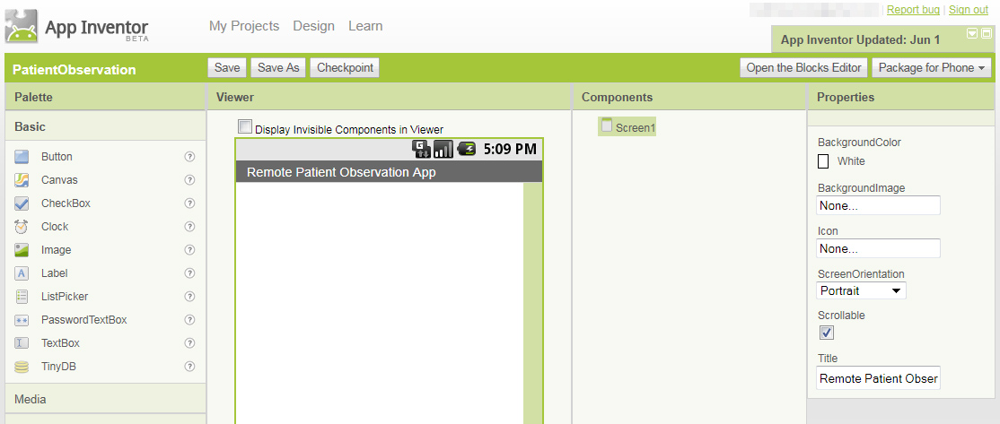 Report bug | Sign out
App Inventor
BETA
My Projects Design Learn
App Inventor Updated: Jun 1
PatientObservation
Save Save As Checkpoint
Open the Blocks Editor Package for Phone
Palette
Viewer
Components
Properties
Basic
Button ?
Canvas ?
CheckBox ?
Clock ?
Image ?
A Label ?
ListPicker ?
PasswordTextBox ?
TextBox ?
TinyDB ?
Media
Display Invisible Components in Viewer
G 5:09 PM
Remote Patient Observation App
Screen1
BackgroundColor
White
BackgroundImage
None...
Icon
None...
ScreenOrientation
Portrait
Scrollable
Title
Remote Patient Obser